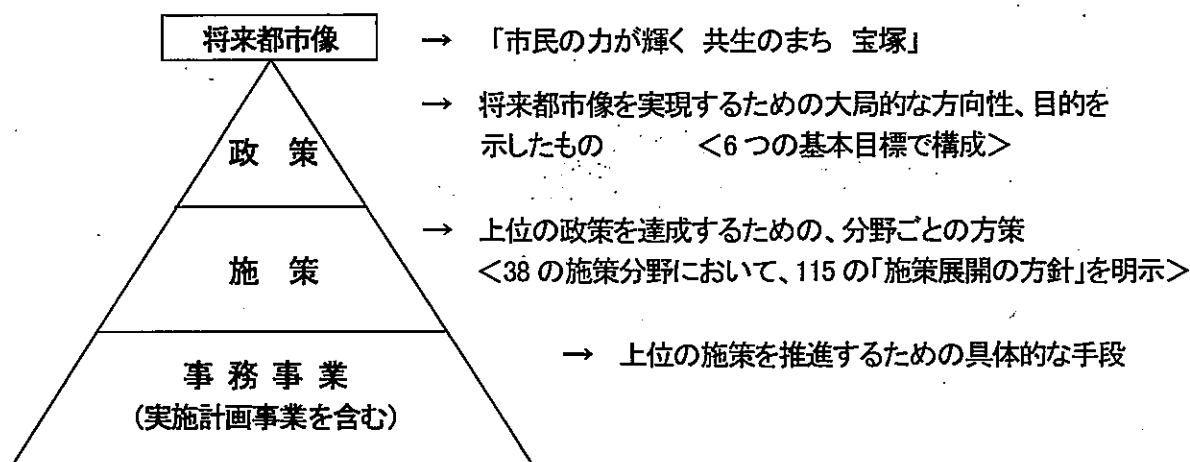 将来都市像 → 「市民の力が輝く 共生のまち 宝塚」
政 策 → 将来都市像を実現するための大局的な方向性、目的を
示したもの <6つの基本目標で構成>
施 策 → 上位の政策を達成するための、分野ごとの方策
<38の施策分野において、115の「施策展開の方針」を明示>
事 務 事 業 → 上位の施策を推進するための具体的な手段
(実施計画事業を含む)